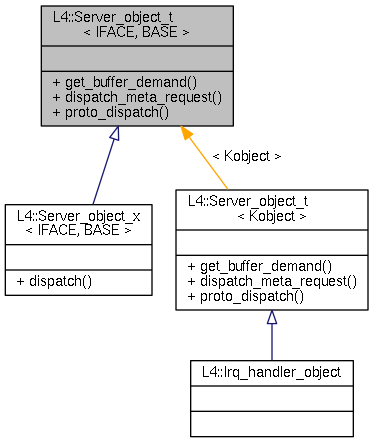 L4::Server_object_t
< IFACE, BASE >
+ get_buffer_demand()
+ dispatch_meta_request()
+ proto_dispatch()
< Kobject >
L4::Server_object_x
< IFACE, BASE >
+ dispatch()
L4::Server_object_t
< Kobject >
+ get_buffer_demand()
+ dispatch_meta_request()
+ proto_dispatch()
L4::Irq_handler_object